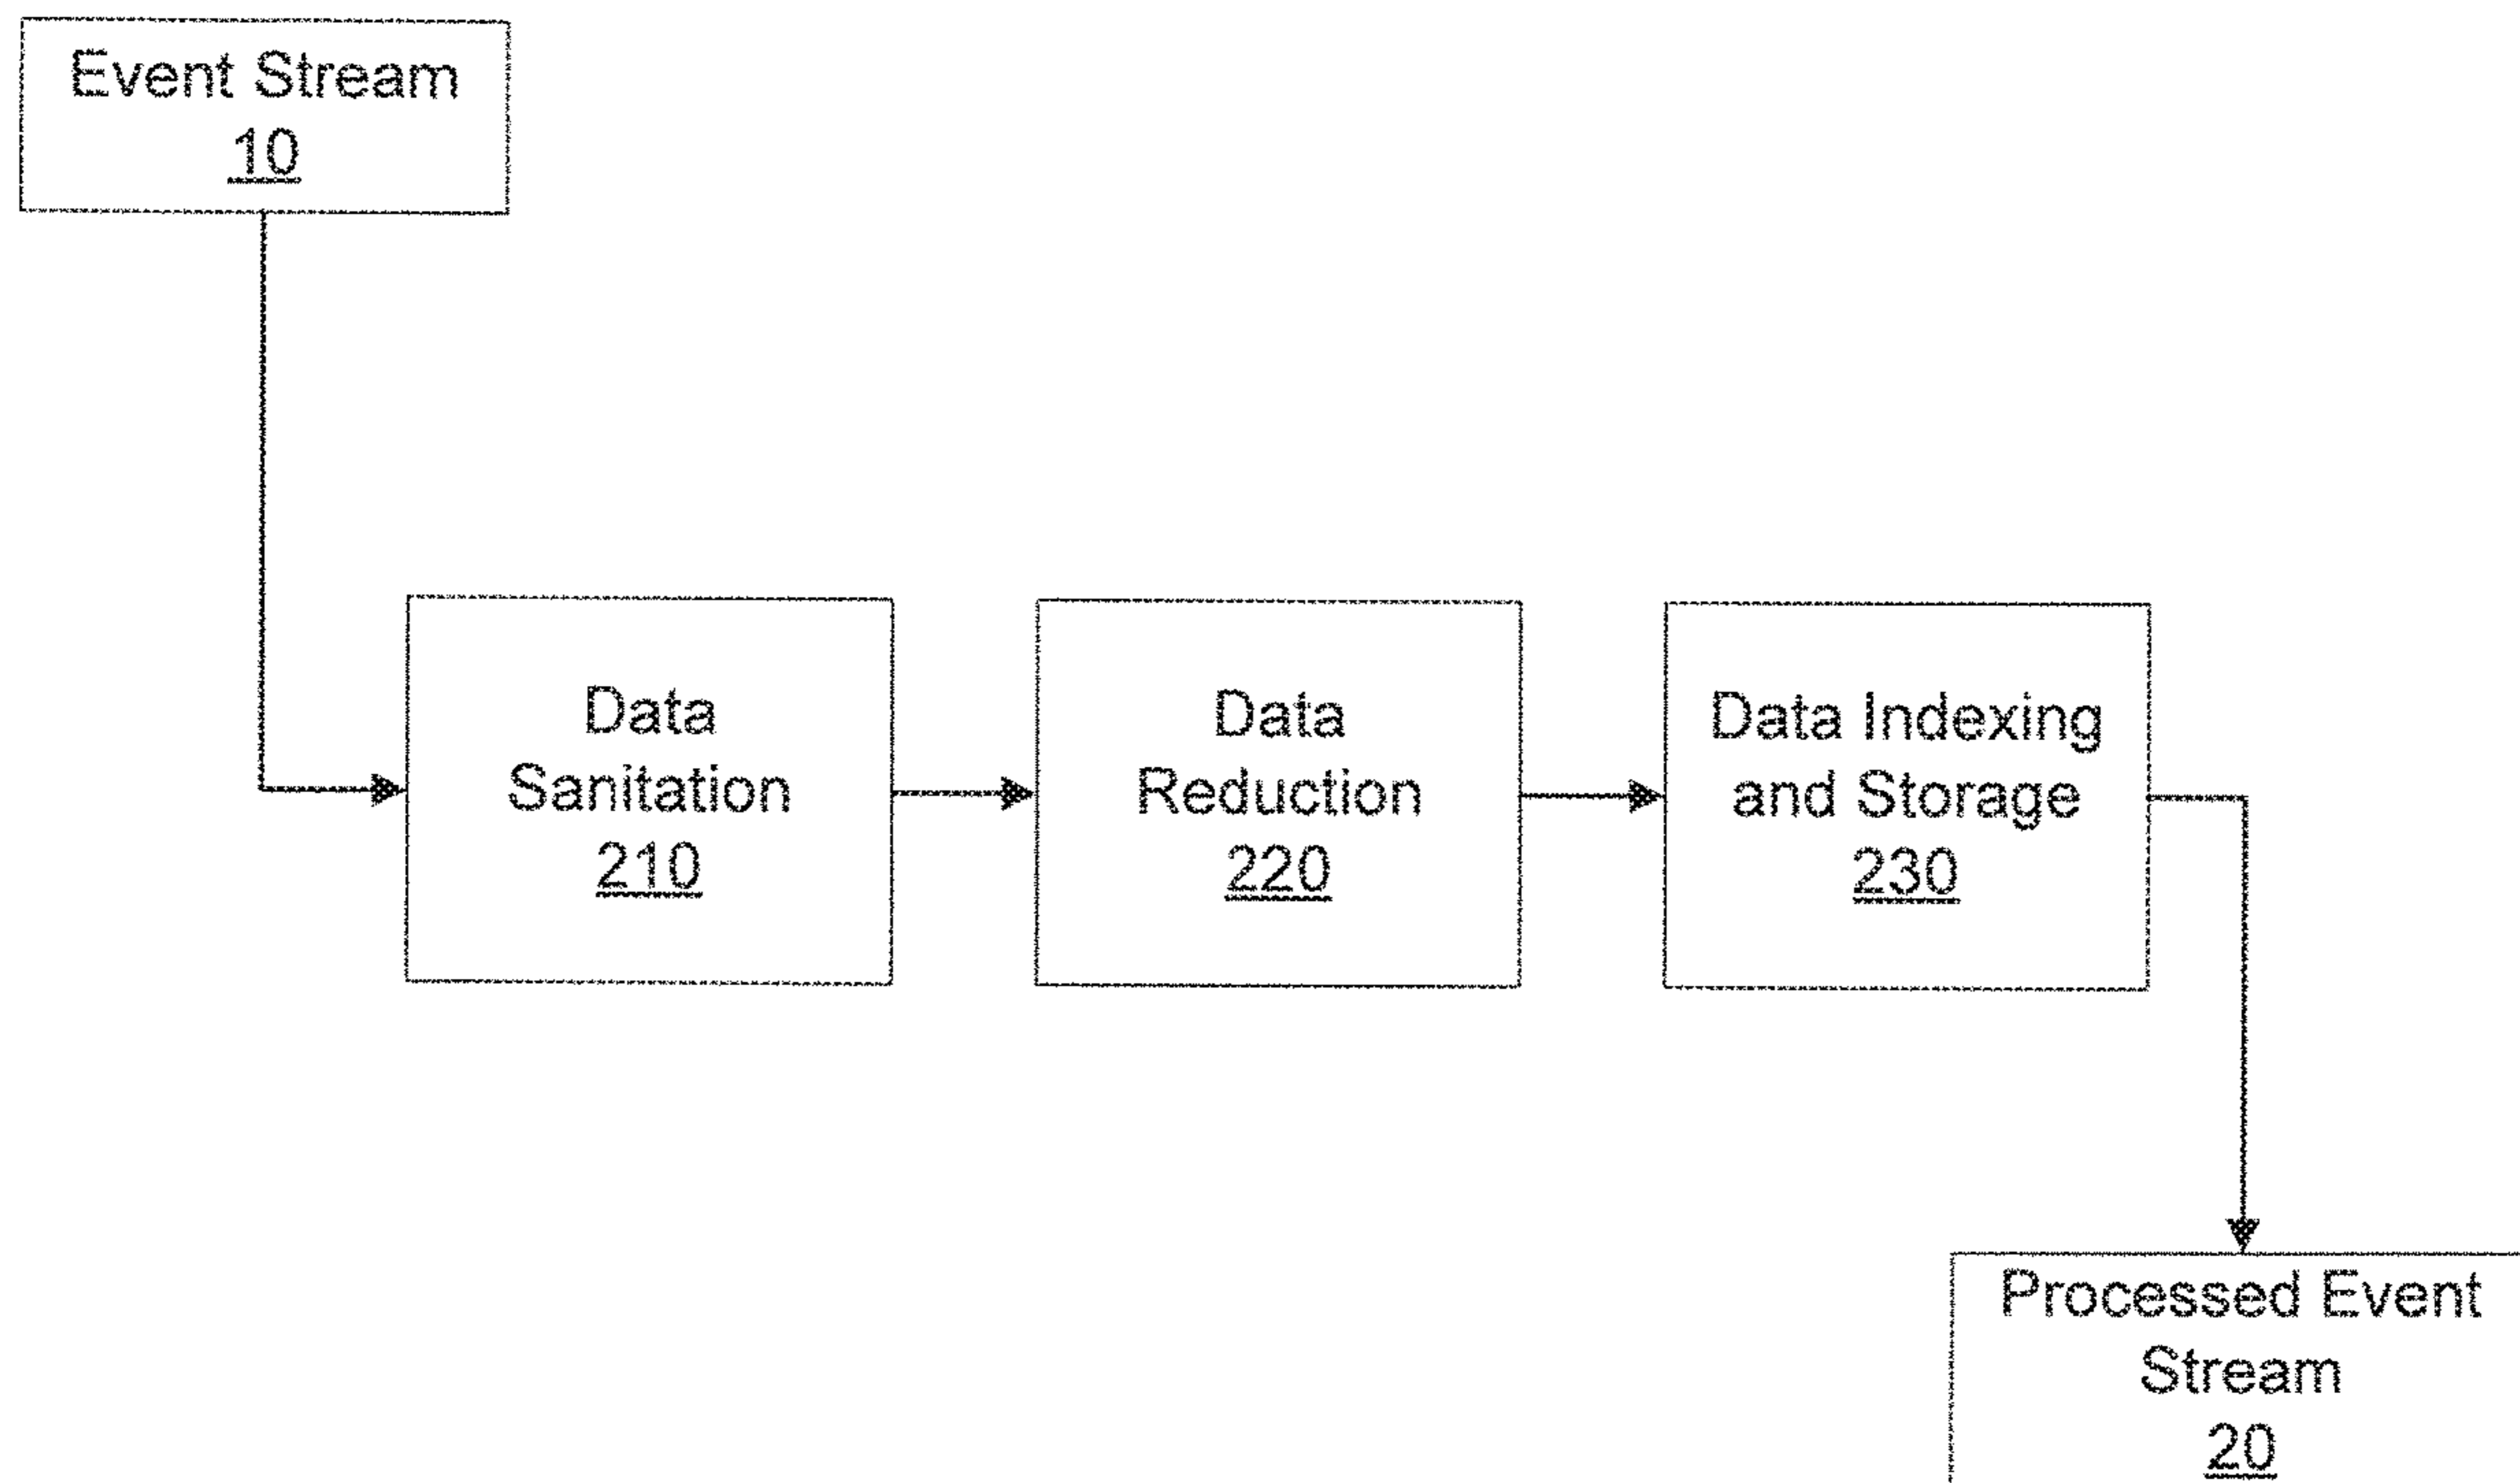 Event Stream
10
Data
Sanitation
210
Data
Reduction
220
Data Indexing
and Storage
230
Processed Event
Stream
20